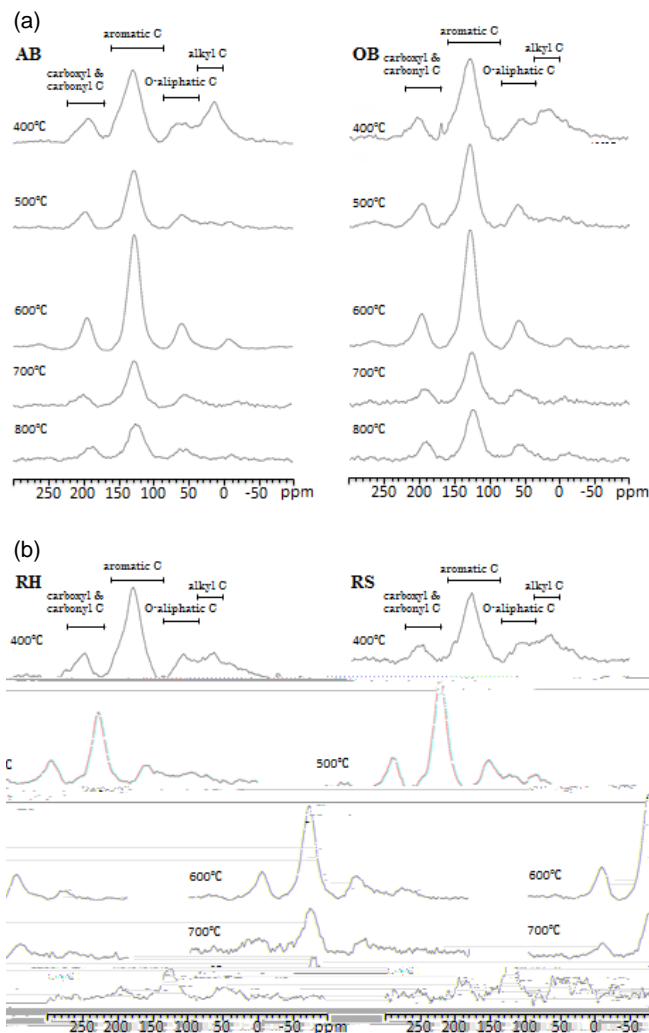 (a)
AB
aromatic C
alkyl C
carboxyl &
carbonyl C
O-aliphatic C
400°C
500°C
600°C
700°C
800°C
250 200 150 100 50 0 -50 ppm
OB
aromatic C
alkyl C
carboxyl &
carbonyl C
O-aliphatic C
400°C
500°C
600°C
700°C
800°C
250 200 150 100 50 0 -50 ppm
(b)
RH
aromatic C
alkyl C
carboxyl &
carbonyl C
O-aliphatic C
400°C
RS
aromatic C
alkyl C
carboxyl &
carbonyl C
O-aliphatic C
400°C
C
500°C
600°C
600°C
700°C
700°C
250 200 150 100 50 0 -50 ppm
250 200 150 100 50 0 -50